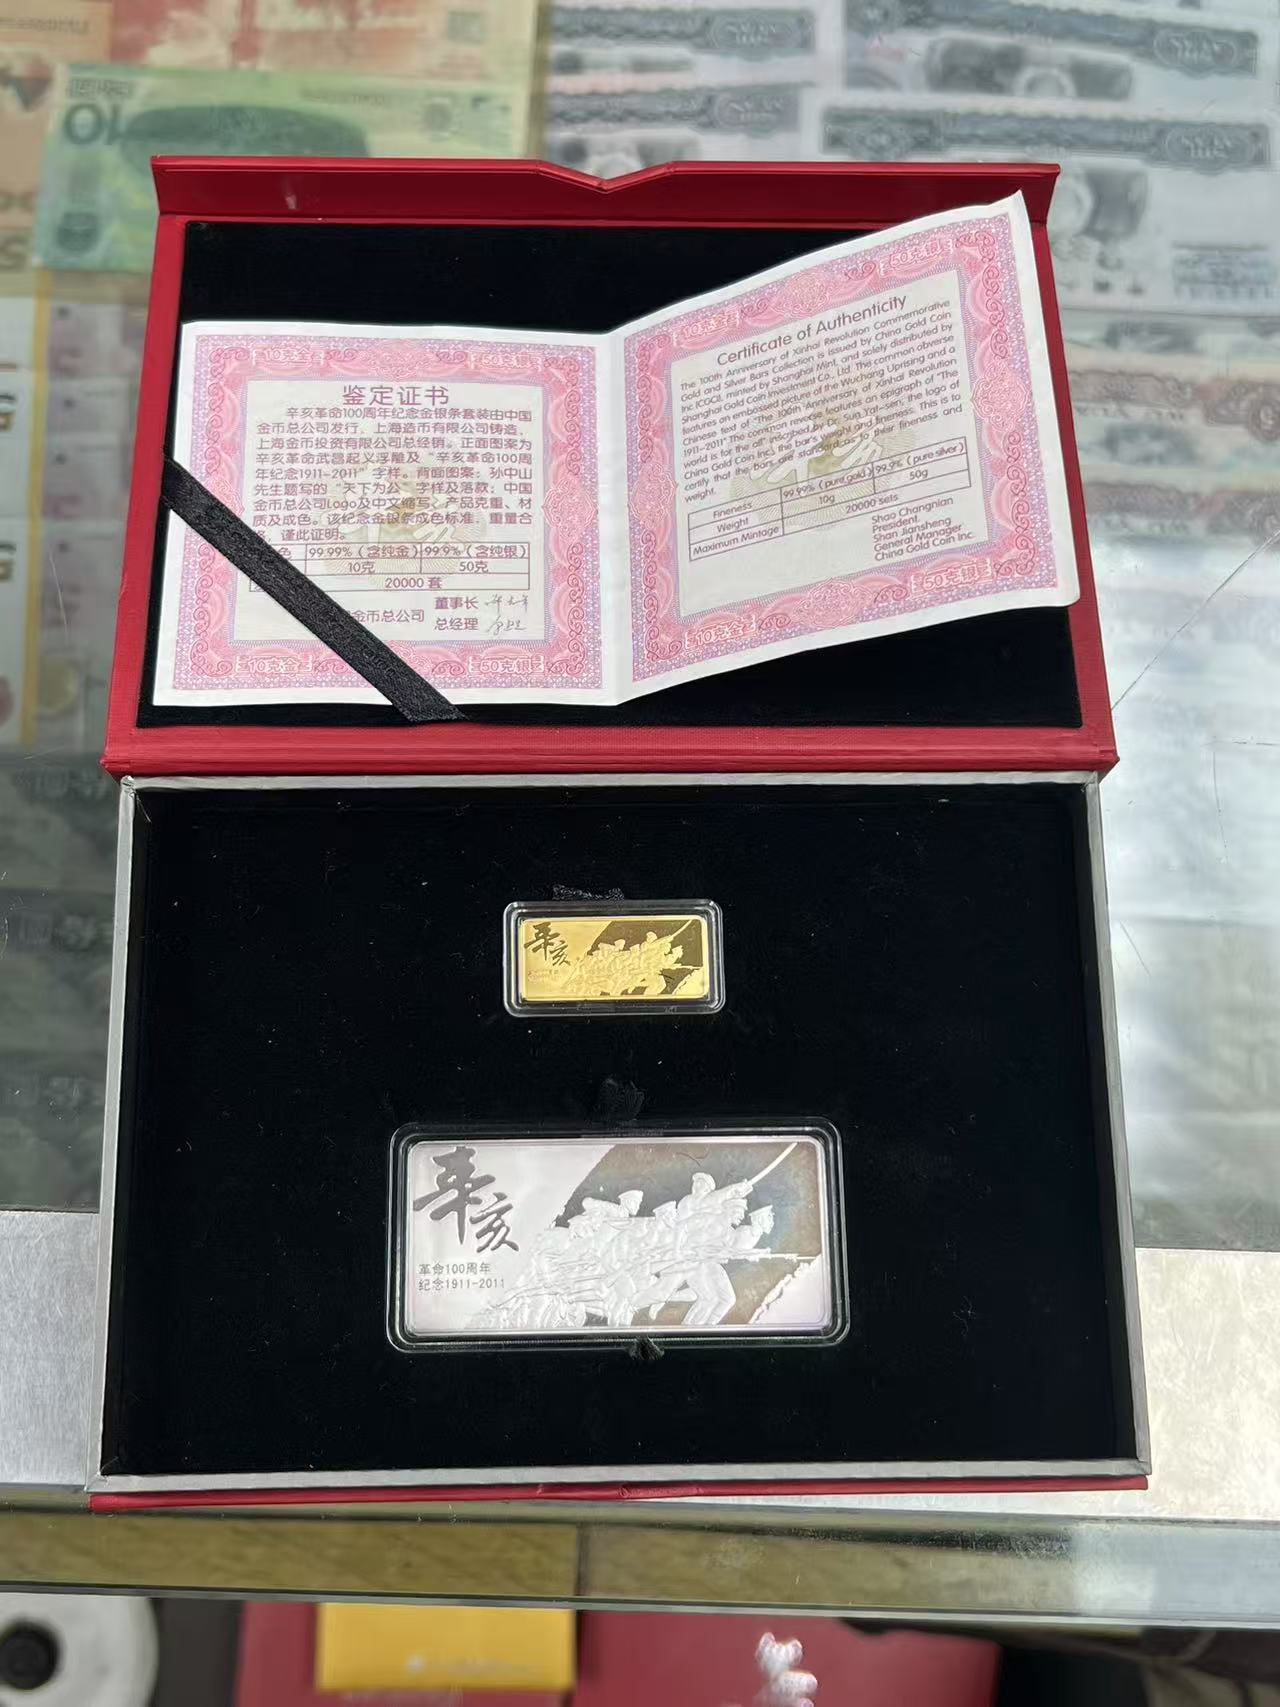 10
10克金
50克银
鉴定证书
辛亥革命100周年纪念金银条套装由中国
金币总公司发行，上海造币有限公司铸造，
上海金币投资有限公司总经销。正面图案为
辛亥革命武昌起义浮雕及“辛亥革命100周
年纪念1911-2011”字样。背面图案：孙中山
先生题写的“天下为公”字样及落款；中国
金币总公司Logo及中文缩写；产品克重、材
质及成色。该纪念金银条成色标准，重量合
，谨此证明。
色 99.99%（含纯金） 99.9%（含纯银）
10克 50克
20000 套
金币总公司 董事长
总经理
10克金
50克银
10克金
50克银
Certificate of Authenticity
The 100th Anniversary of Xinhai Revolution Commemorative
Gold and Silver Bars Collection is issued by China Gold Coin
Inc (CGCI), minted by Shanghai Mint, and solely distributed by
Shanghai Gold Coin Investment Co., Ltd. The common obverse
features an embossed picture of the Wuchang Uprising and a
Chinese text of "The 100th Anniversary of Xinhai Revolution
1911-2011" The common reverse features an epigraph of "The
world is for the all" inscribed by Dr. Sun Yat-sen, the logo of
China Gold Coin Inc, the bar's weight and fineness. This is to
certify that the bars are standard as to their fineness and
weight.
Fineness 99.99% (pure gold) 99.9% (pure silver)
Weight 10g 50g
Maximum Mintage 20000 sets
Shao Changnian
President.
Shan Jiansheng
General Manager
China Gold Coin Inc.
10克金
50克银
辛亥
辛亥
革命100周年
纪念1911-2011